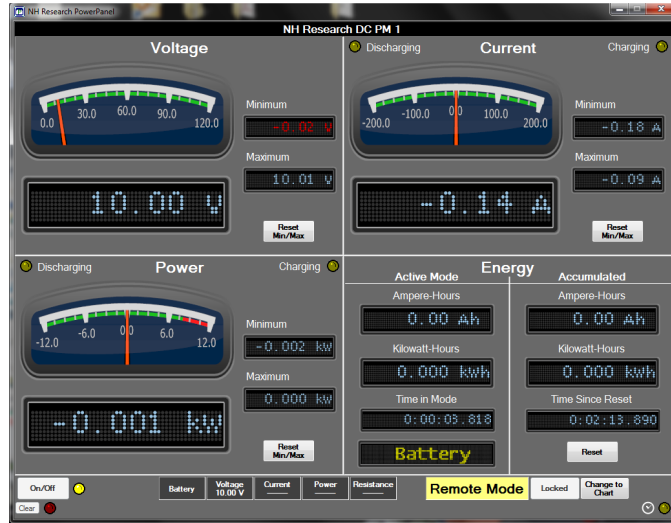 NH Research PowerPanel
NH Research DC PM 1
Voltage
0.0 30.0 60.0 90.0 120.0
Minimum
-0.02 V
Maximum
10.01 V
10.00 V
Reset
Min/Max
Discharging Current Charging
-200.0 -100.0 0.0 100.0 200.0
Minimum
-0.18 A
Maximum
-0.09 A
-0.14 A
Reset
Min/Max
Discharging Power Charging
-12.0 -6.0 0.0 6.0 12.0
Minimum
-0.002 kW
Maximum
0.000 kW
-0.001 kW
Reset
Min/Max
Energy
Active Mode Accumulated
Ampere-Hours Ampere-Hours
0.00 Ah 0.00 Ah
Kilowatt-Hours Kilowatt-Hours
0.000 kWh 0.000 kWh
Time in Mode Time Since Reset
0:00:03.818 0:02:13.890
Battery Reset
On/Off Battery Voltage Current Power Resistance Remote Mode Locked Change to
10.00 V ----- ----- ----- Chart
Clear